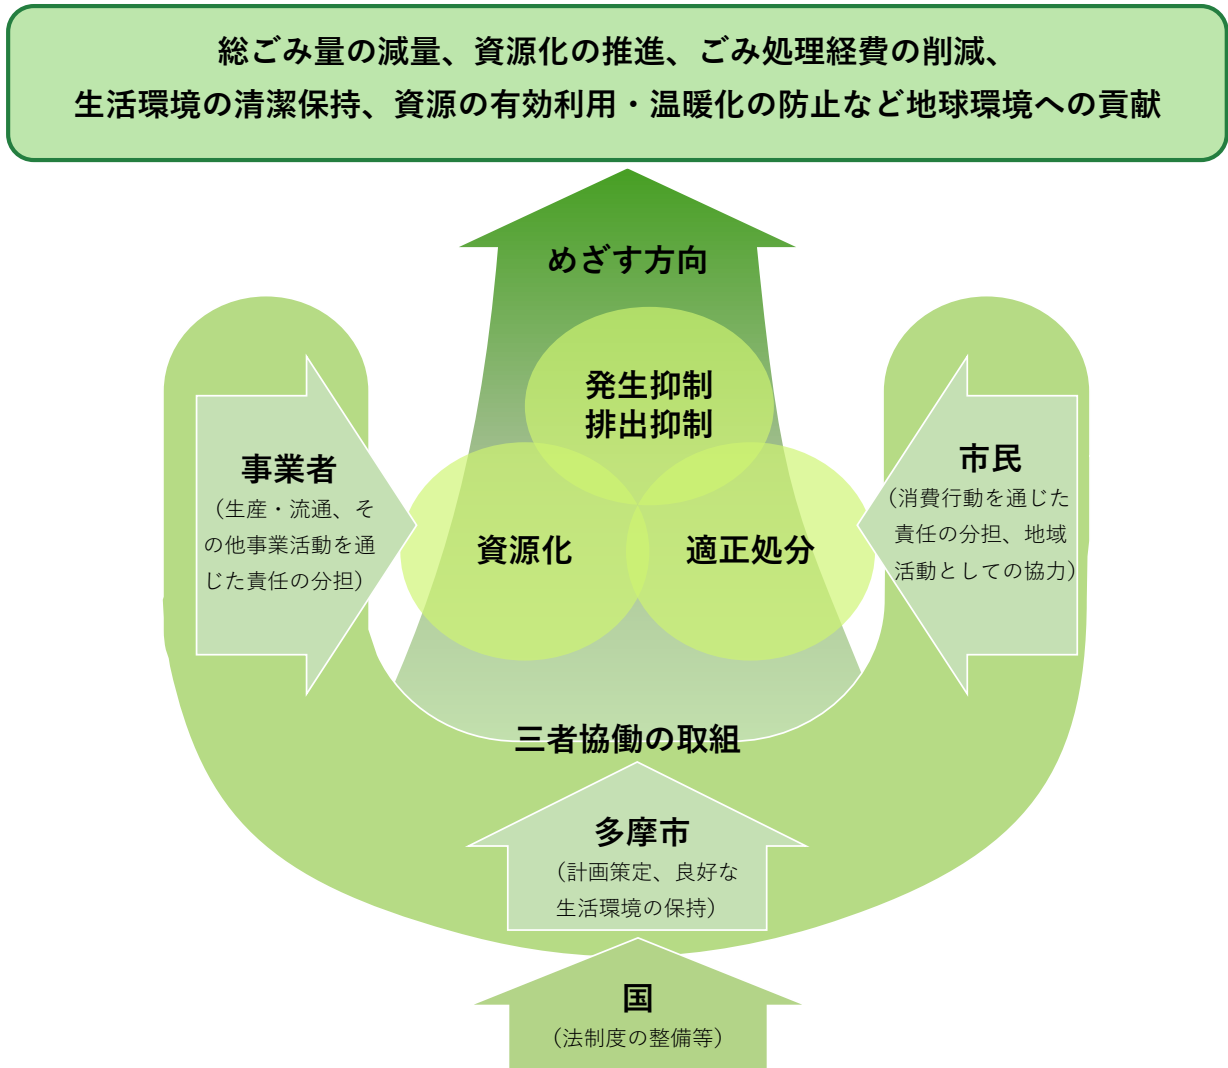 総ごみ量の減量、資源化の推進、ごみ処理経費の削減、
生活環境の清潔保持、資源の有効利用・温暖化の防止など地球環境への貢献
めざす方向
発生抑制
排出抑制
資源化
適正処分
事業者
（生産・流通、そ
の他事業活動を通
じた責任の分担）
市民
（消費行動を通じた
責任の分担、地域
活動としての協力）
三者協働の取組
多摩市
（計画策定、良好な
生活環境の保持）
国
（法制度の整備等）